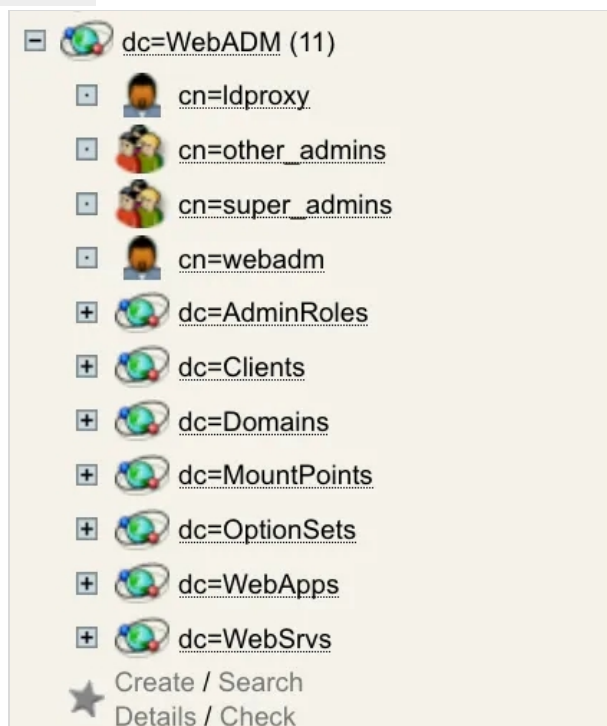 dc=WebADM (11)
cn=ldproxy
cn=other_admins
cn=super_admins
cn=webadm
dc=AdminRoles
dc=Clients
dc=Domains
dc=MountPoints
dc=OptionSets
dc=WebApps
dc=WebSrvs
Create / Search
Details / Check